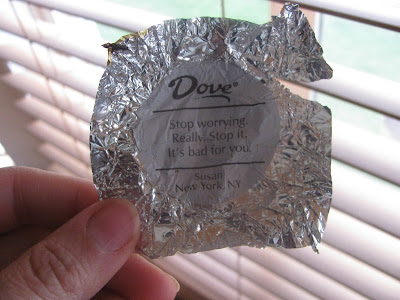 Dove®
Stop worrying.
Really. Stop it.
It's bad for you.
Susan
New York, NY